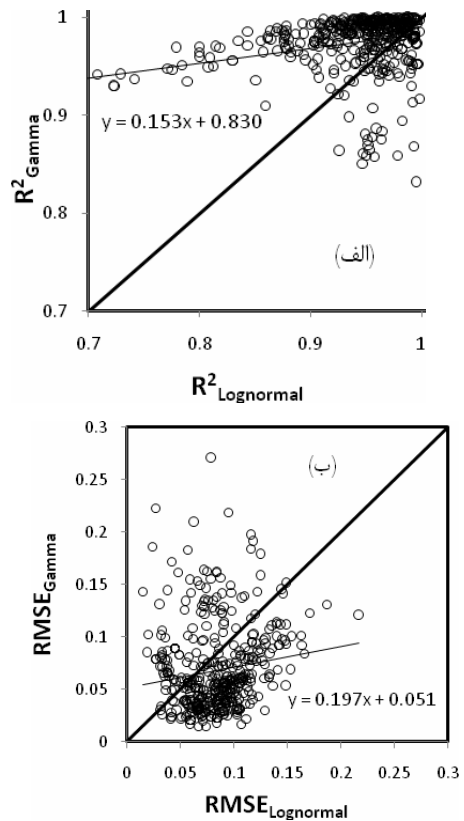 1
0.9
0.8
0.7
R²Gamma
y = 0.153x + 0.830
(الف)
0.7 0.8 0.9 1
R²Lognormal
0.3
0.25
0.2
0.15
0.1
0.05
0
RMSEGamma
(ب)
y = 0.197x + 0.051
0 0.05 0.1 0.15 0.2 0.25 0.3
RMSELognormal